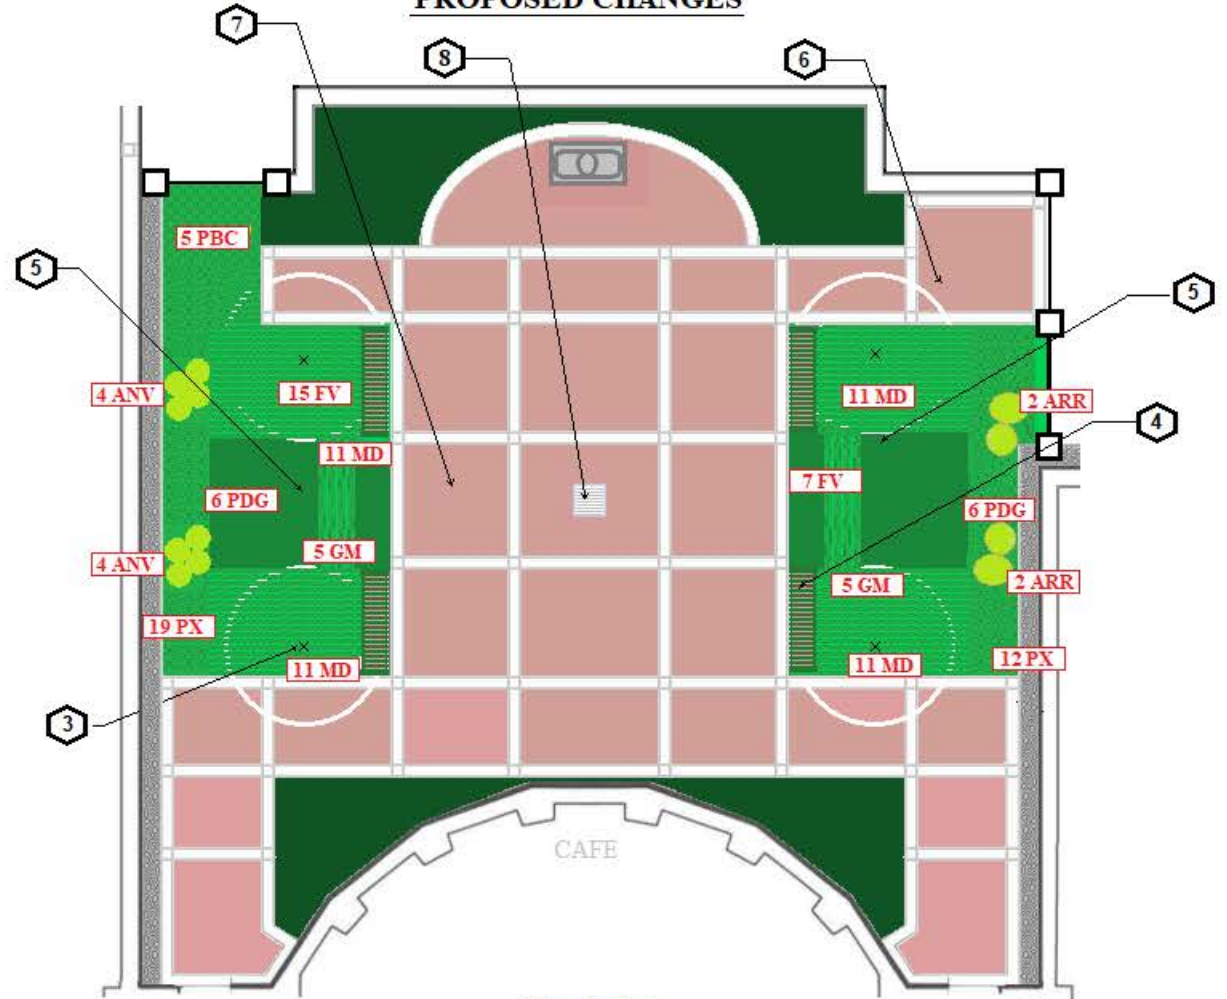 PROPOSED CHANGES
7
8
6
5 PBC
5
5
4 ANV
15 FV
11 MD
2 ARR
4
11 MD
7 FV
6 PDG
6 PDG
5 GM
4 ANV
5 GM
2 ARR
19 PX
11 MD
11 MD
12 PX
3
CAFE